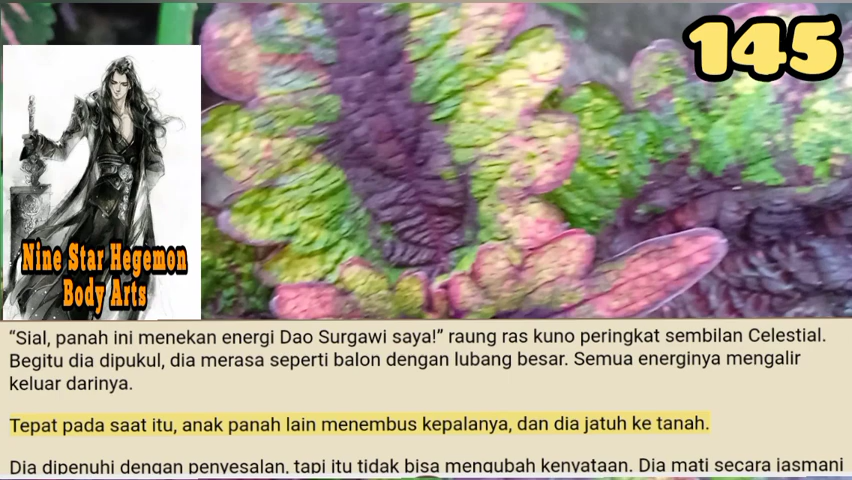 145
Nine Star Hegemon
Body Arts
“Sial, panah ini menekan energi Dao Surgawi saya!” raung ras kuno peringkat sembilan Celestial.
Begitu dia dipukul, dia merasa seperti balon dengan lubang besar. Semua energinya mengalir
keluar darinya.
Tepat pada saat itu, anak panah lain menembus kepalanya, dan dia jatuh ke tanah.
Dia dipenuhi dengan penyesalan, tapi itu tidak bisa mengubah kenyataan. Dia mati secara jasmani